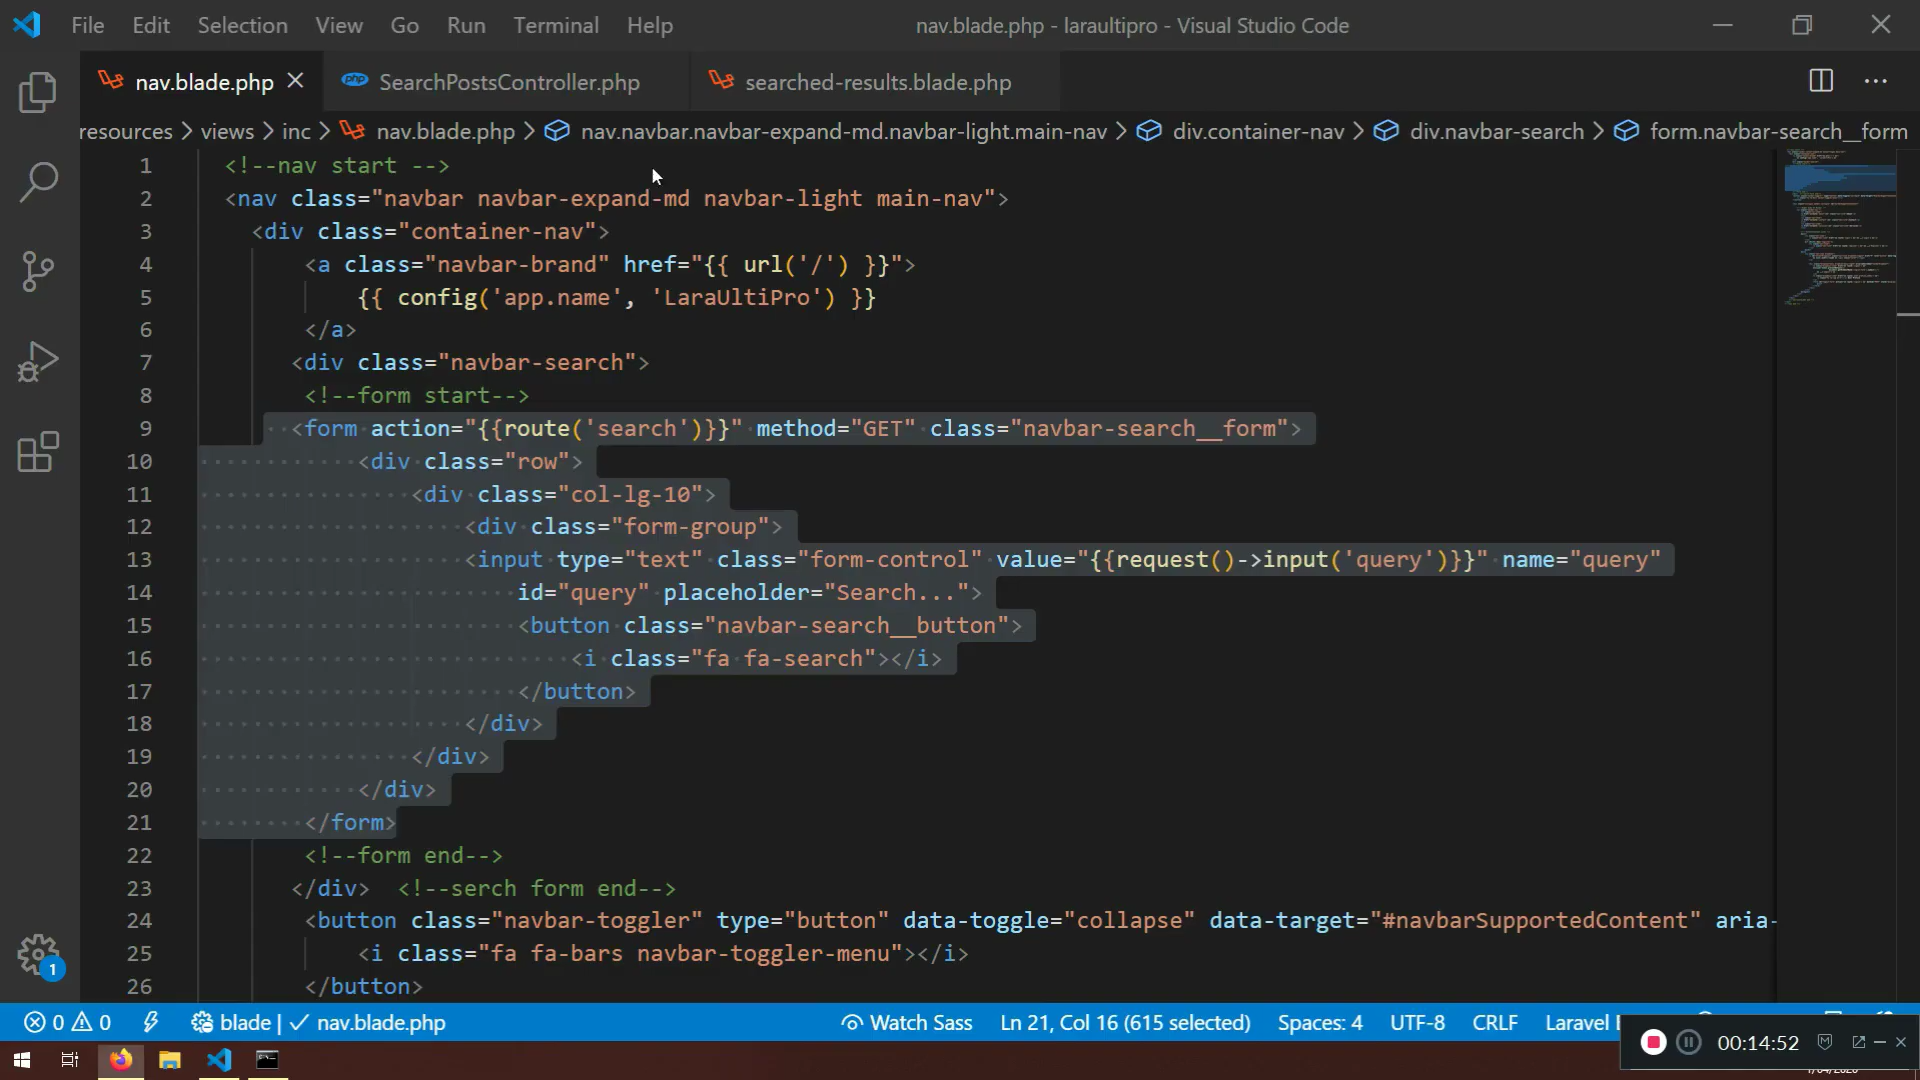 File Edit Selection View Go Run Terminal Help nav.blade.php - laraultipro - Visual Studio Code
nav.blade.php SearchPostsController.php searched-results.blade.php
resources > views > inc > nav.blade.php > nav.navbar.navbar-expand-md.navbar-light.main-nav > div.container-nav > div.navbar-search > form.navbar-search__form
1 <!--nav start -->
2 <nav class="navbar navbar-expand-md navbar-light main-nav">
3 <div class="container-nav">
4 <a class="navbar-brand" href="{{ url('/') }}">
5 {{ config('app.name', 'LaraUltiPro') }}
6 </a>
7 <div class="navbar-search">
8 <!--form start-->
9 <form action="{{route('search')}}" method="GET" class="navbar-search__form">
10 <div class="row">
11 <div class="col-lg-10">
12 <div class="form-group">
13 <input type="text" class="form-control" value="{{request()->input('query')}}" name="query"
14 id="query" placeholder="Search...">
15 <button class="navbar-search__button">
16 <i class="fa fa-search"></i>
17 </button>
18 </div>
19 </div>
20 </div>
21 </form>
22 <!--form end-->
23 </div> <!--serch form end-->
24 <button class="navbar-toggler" type="button" data-toggle="collapse" data-target="#navbarSupportedContent" aria-
25 <i class="fa fa-bars navbar-toggler-menu"></i>
26 </button>
1
0 0 blade | ✓ nav.blade.php Watch Sass Ln 21, Col 16 (615 selected) Spaces: 4 UTF-8 CRLF Laravel
00:14:52